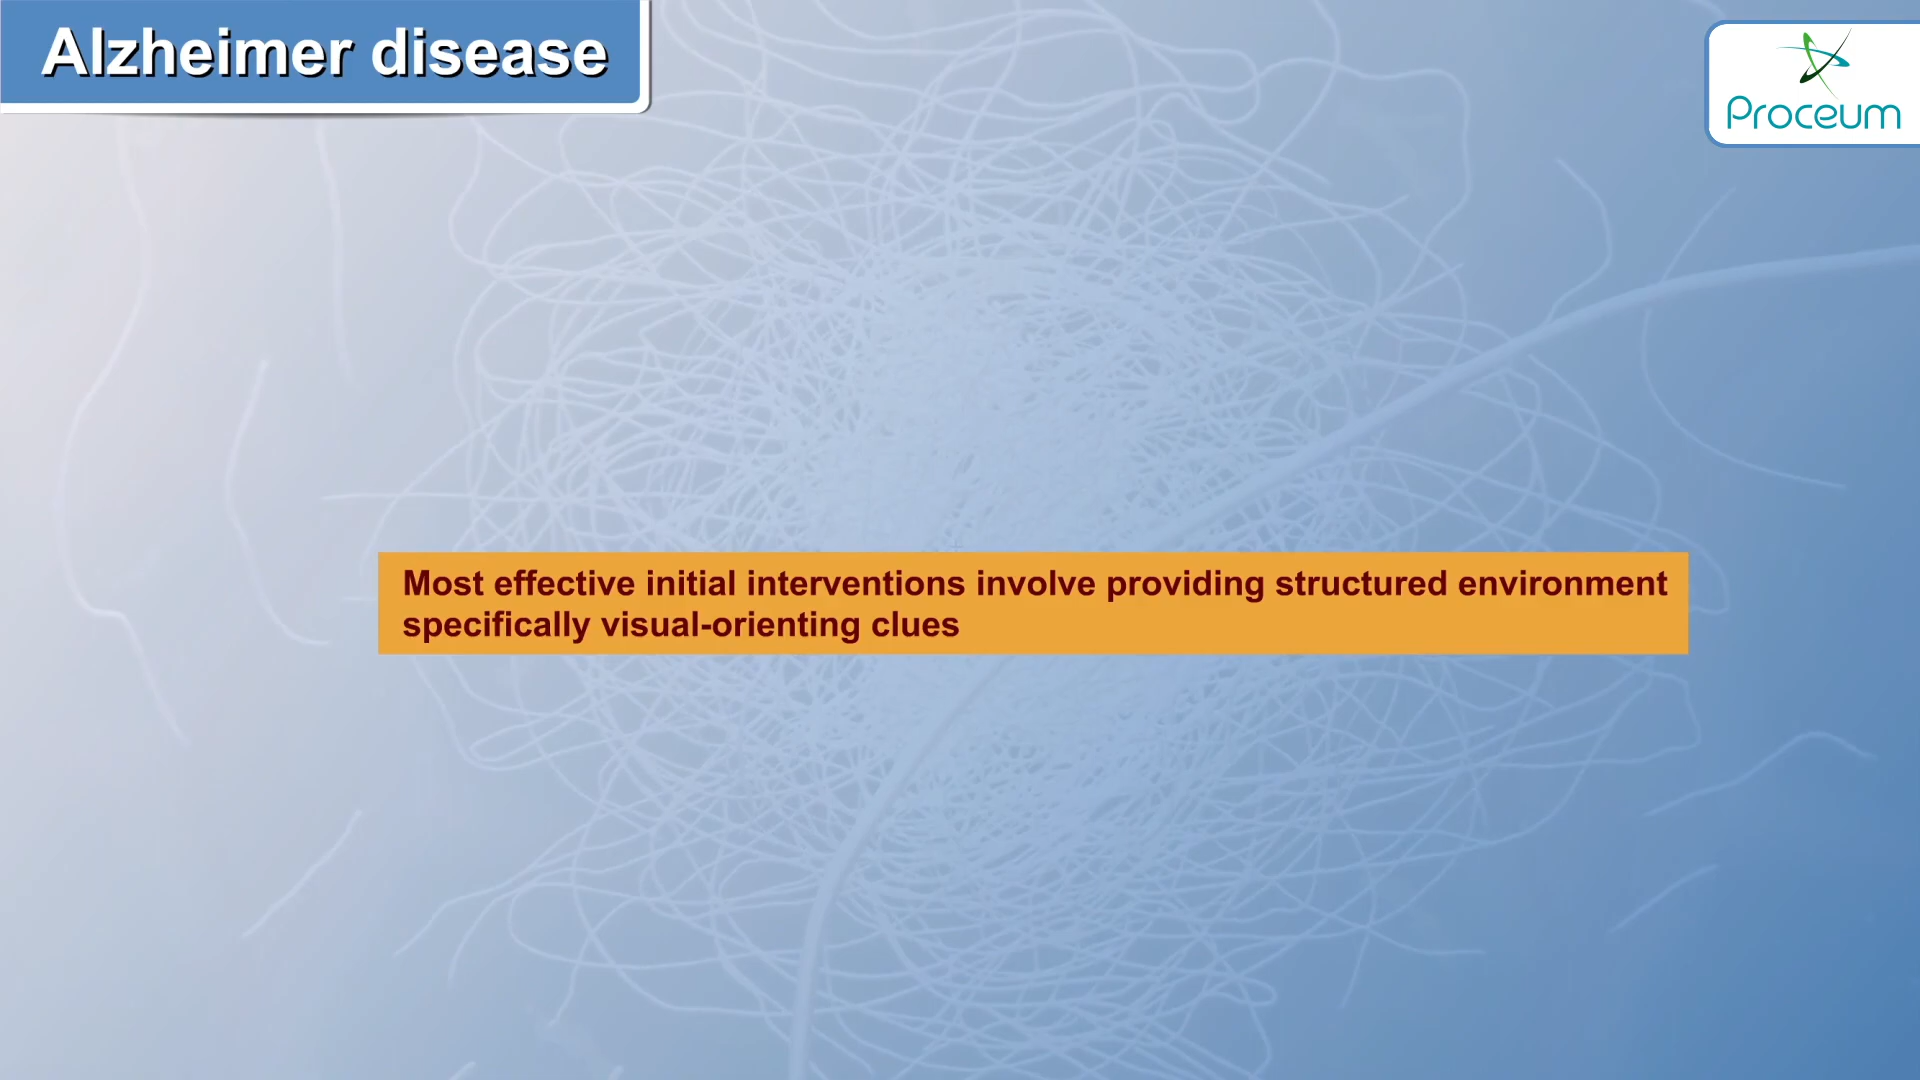 Alzheimer disease
Proceum
Most effective initial interventions involve providing structured environment
specifically visual-orienting clues